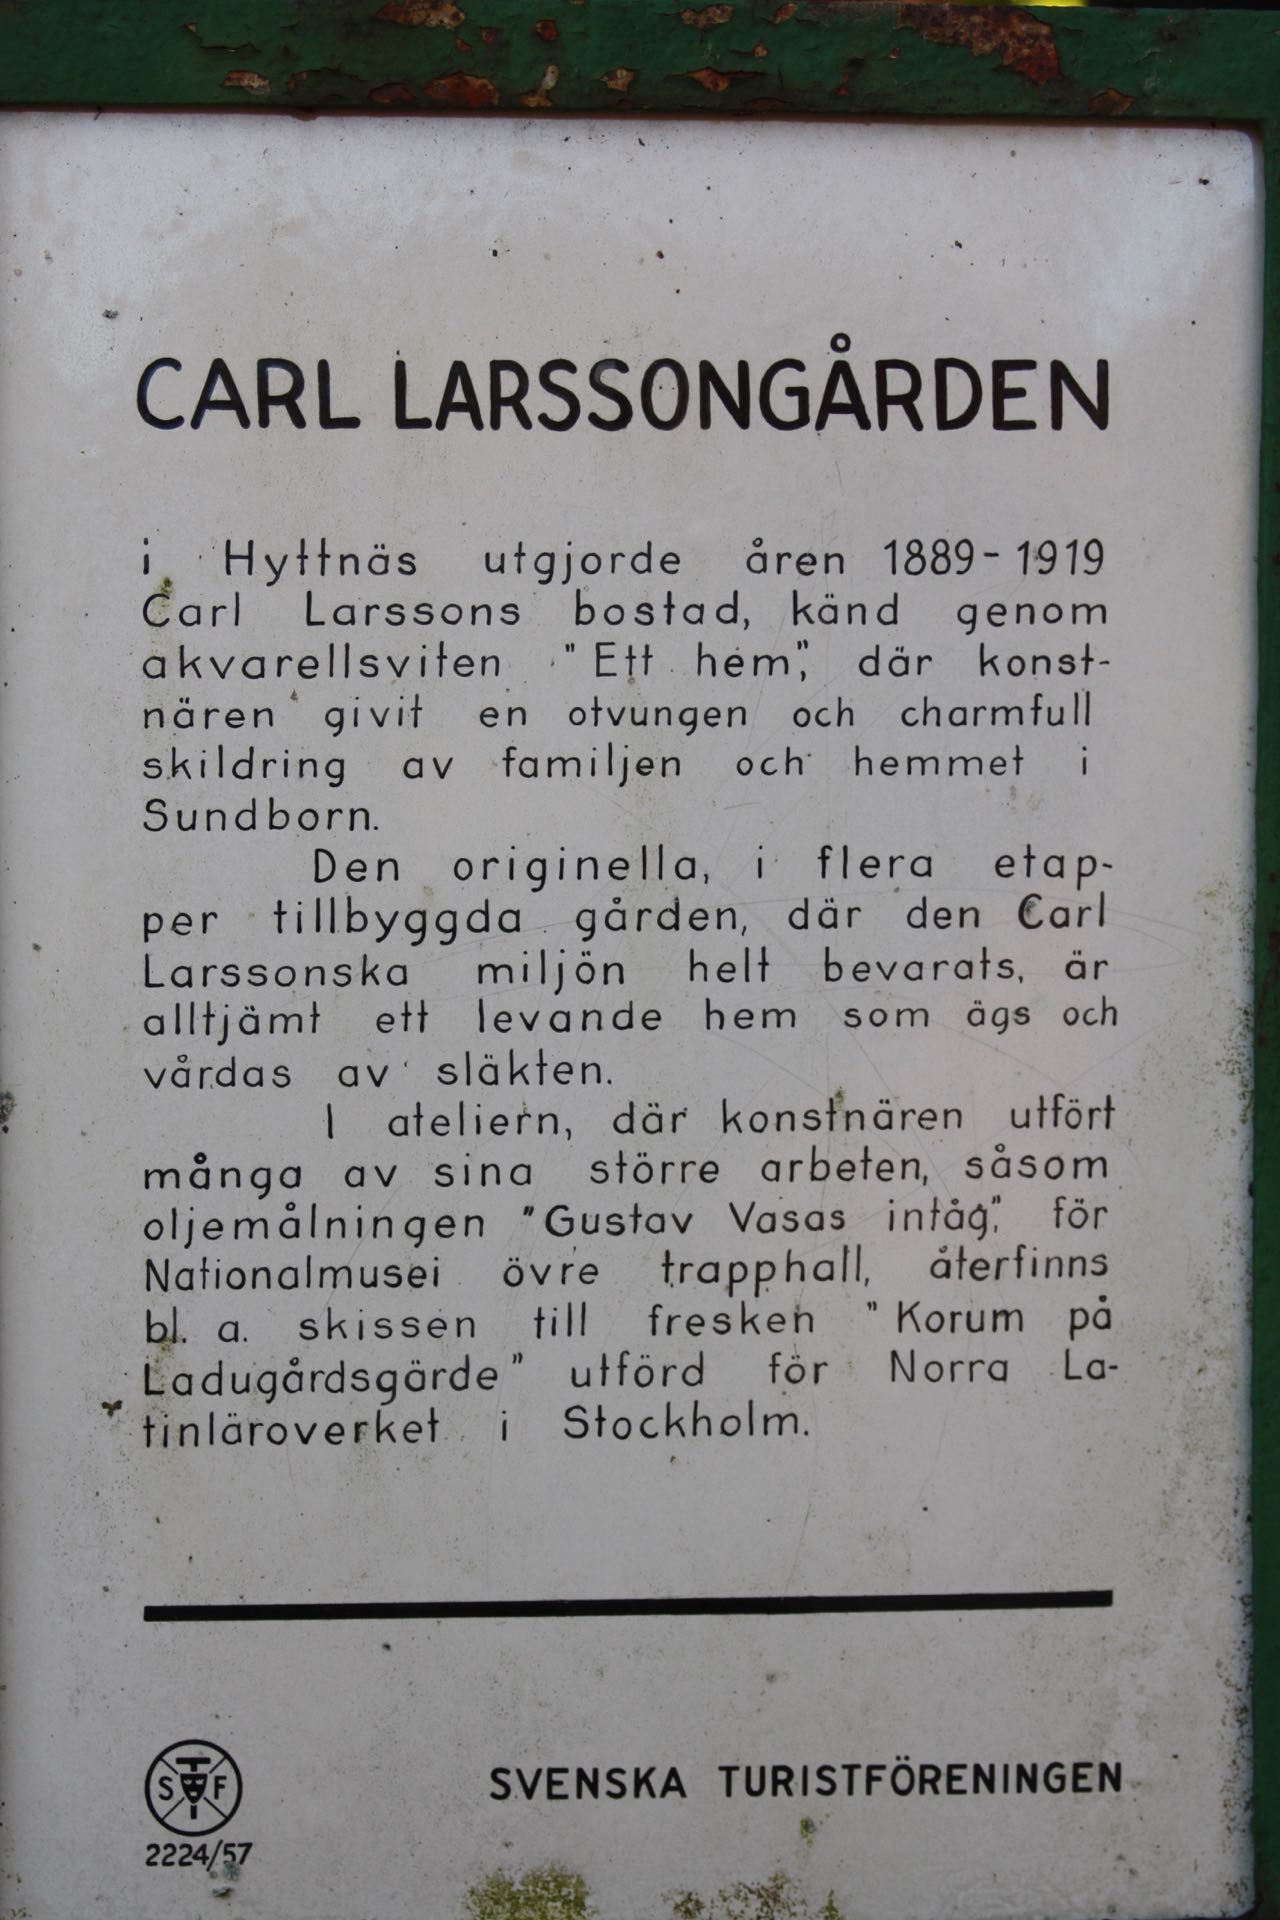 CARL LARSSONGÅRDEN
i Hyttnäs utgjorde åren 1889-1919
Carl Larssons bostad, känd genom
akvarellsviten "Ett hem", där konst-
nären givit en otvungen och charmfull
skildring av familjen och hemmet i
Sundborn.
Den originella, i flera etap-
per tillbyggda gården, där den Carl
Larssonska miljön helt bevarats, är
alltjämt ett levande hem som ägs och
vårdas av släkten.
I ateliern, där konstnären utfört
många av sina större arbeten, såsom
oljemålningen "Gustav Vasas intåg", för
Nationalmusei övre trapphall, återfinns
bl. a. skissen till fresken "Korum på
Ladugårdsgärde" utförd för Norra La-
tinläroverket i Stockholm.
STF
2224/57
SVENSKA TURISTFÖRENINGEN